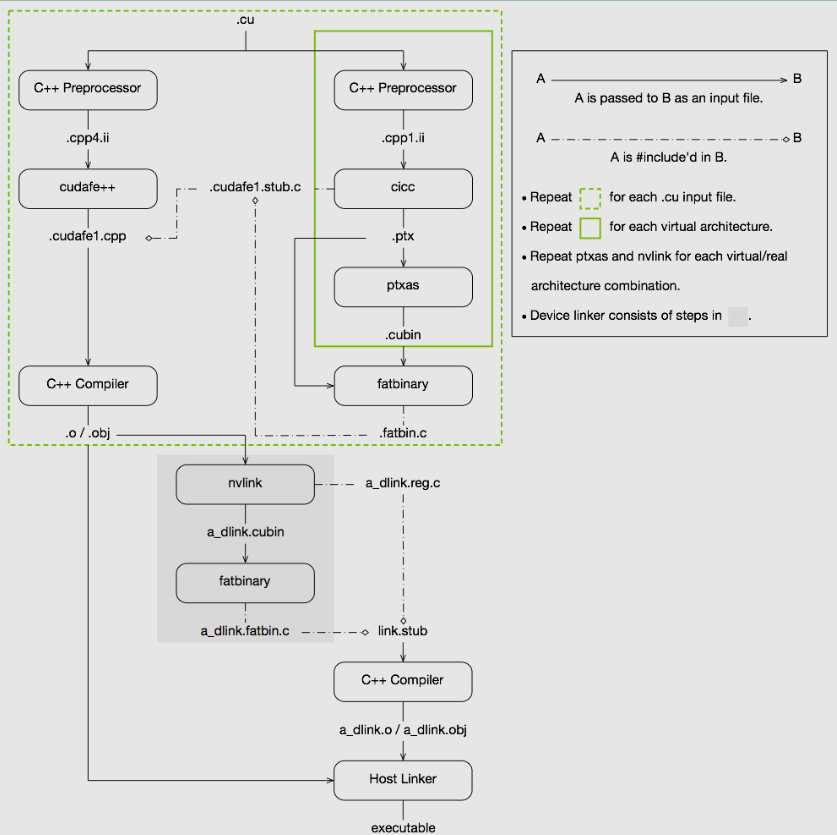 .cu
C++ Preprocessor
C++ Preprocessor
.cpp4.ii
.cpp1.ii
cudafe++
.cudafe1.stub.c
cicc
.cudafe1.cpp
.ptx
ptxas
.cubin
C++ Compiler
fatbinary
.o / .obj
.fatbin.c
nvlink
a_dlink.reg.c
a_dlink.cubin
fatbinary
a_dlink.fatbin.c
link.stub
C++ Compiler
a_dlink.o / a_dlink.obj
Host Linker
executable
A B
A is passed to B as an input file.
A B
A is #include'd in B.
• Repeat for each .cu input file.
• Repeat for each virtual architecture.
• Repeat ptxas and nvlink for each virtual/real
architecture combination.
• Device linker consists of steps in .